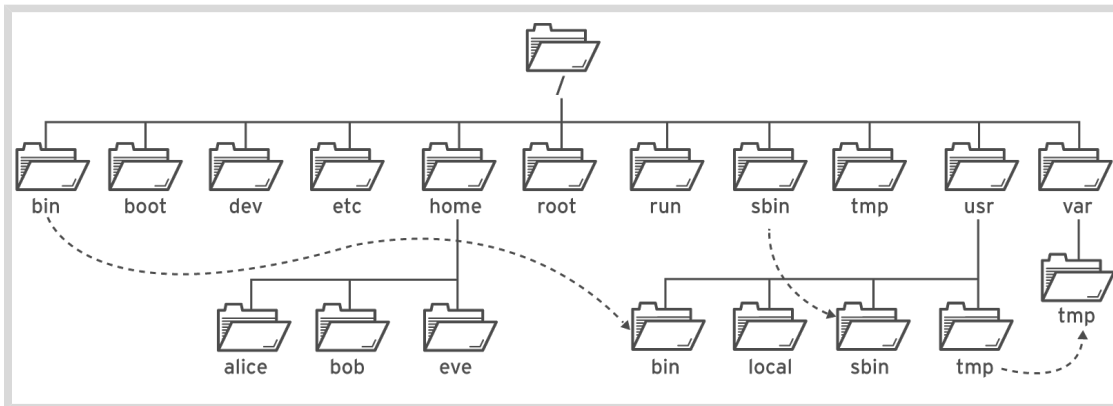 /
bin boot dev etc home root run sbin tmp usr var
tmp
alice bob eve bin local sbin tmp